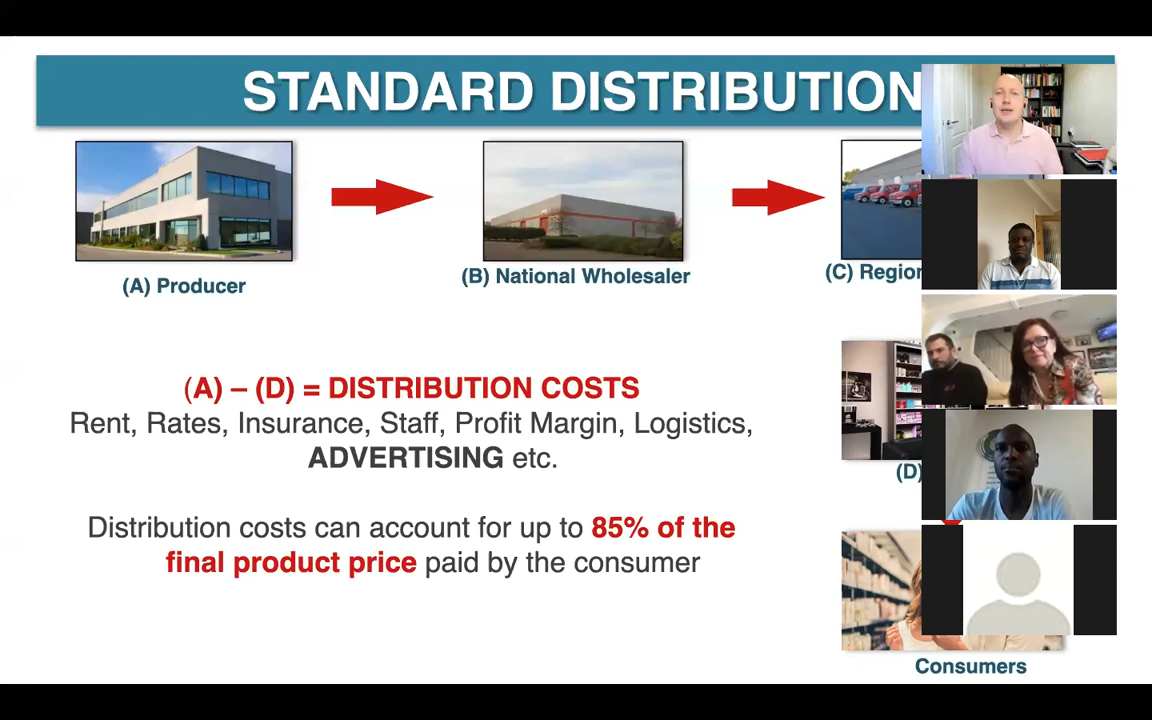 STANDARD DISTRIBUTION
(A) Producer
(B) National Wholesaler
(C)
(A) – (D) = DISTRIBUTION COSTS
Rent, Rates, Insurance, Staff, Profit Margin, Logistics,
ADVERTISING etc.
(D)
Distribution costs can account for up to 85% of the
final product price paid by the consumer
Consumers